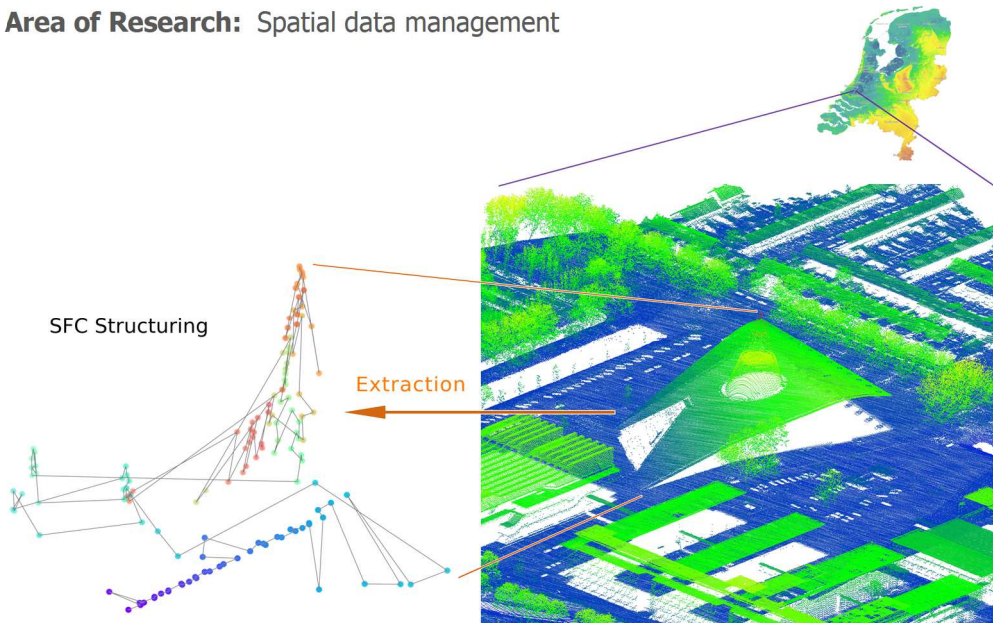 Area of Research: Spatial data management
SFC Structuring
Extraction